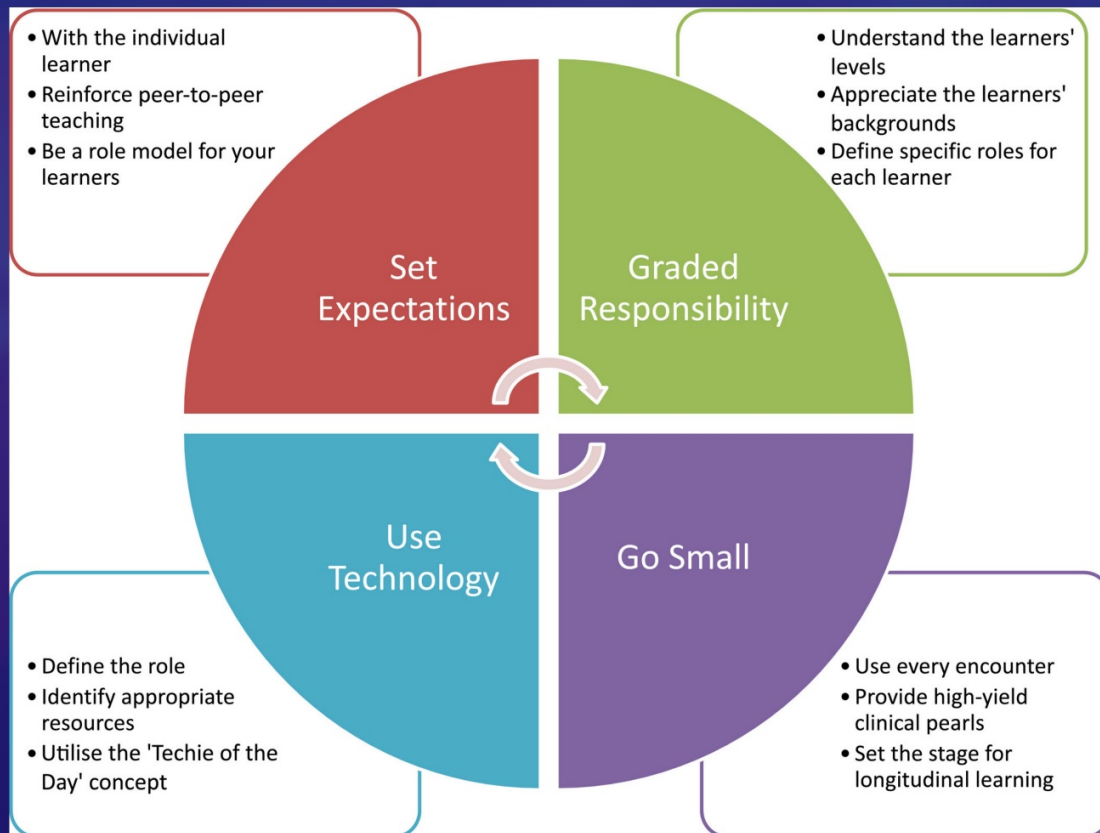 • With the individual
learner
• Reinforce peer-to-peer
teaching
• Be a role model for your
learners
• Understand the learners'
levels
• Appreciate the learners'
backgrounds
• Define specific roles for
each learner
Set
Expectations
Graded
Responsibility
Use
Technology
Go Small
• Define the role
• Identify appropriate
resources
• Utilise the 'Techie of the
Day' concept
• Use every encounter
• Provide high-yield
clinical pearls
• Set the stage for
longitudinal learning